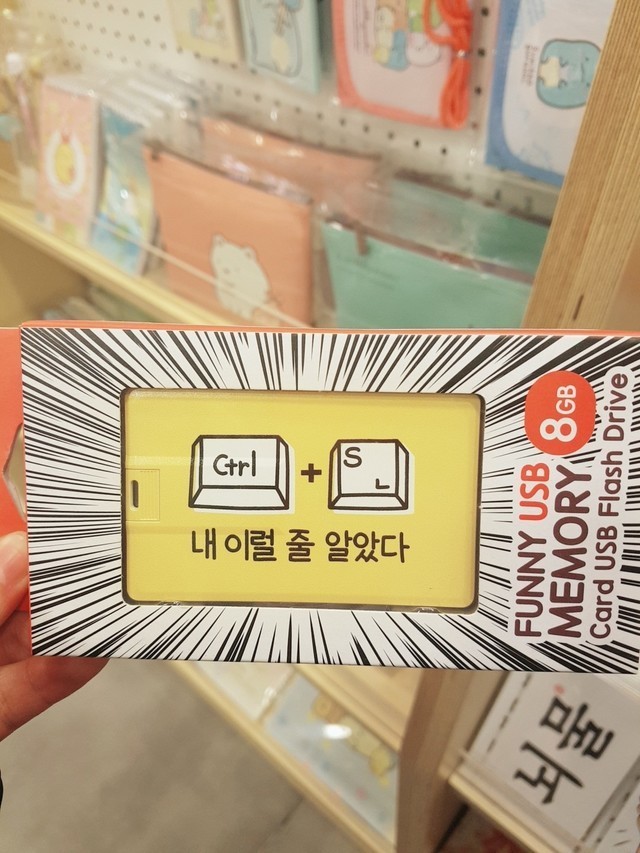 Ctrl + S ㄴ
내 이럴 줄 알았다
FUNNY USB
MEMORY
8GB
Card USB Flash Drive
뇌물